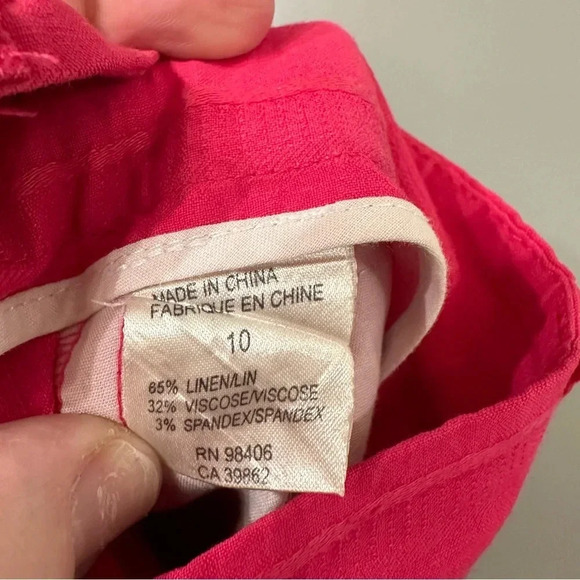 MADE IN CHINA
FABRIQUE EN CHINE
10
65% LINEN/LIN
32% VISCOSE/VISCOSE
3% SPANDEX/SPANDEX
RN 98406
CA 39862